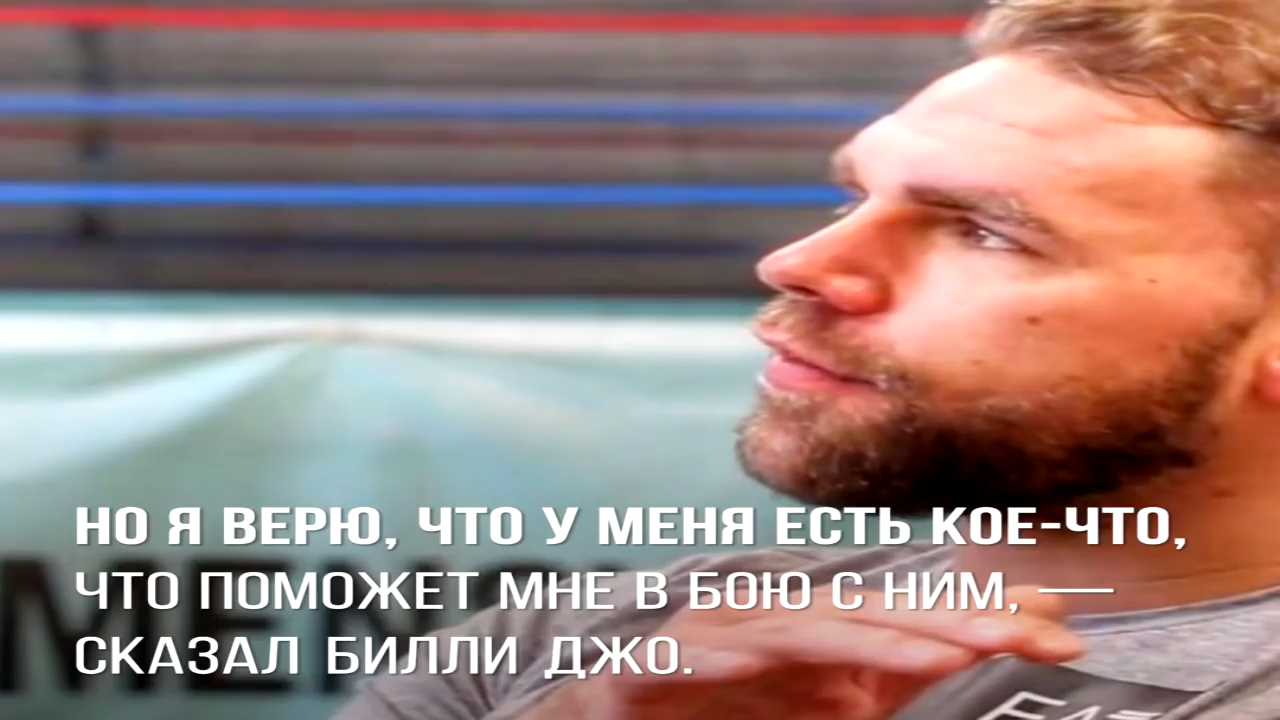 НО Я ВЕРЮ, ЧТО У МЕНЯ ЕСТЬ КОЕ-ЧТО,
ЧТО ПОМОЖЕТ МНЕ В БОЮ С НИМ, —
СКАЗАЛ БИЛЛИ ДЖО.